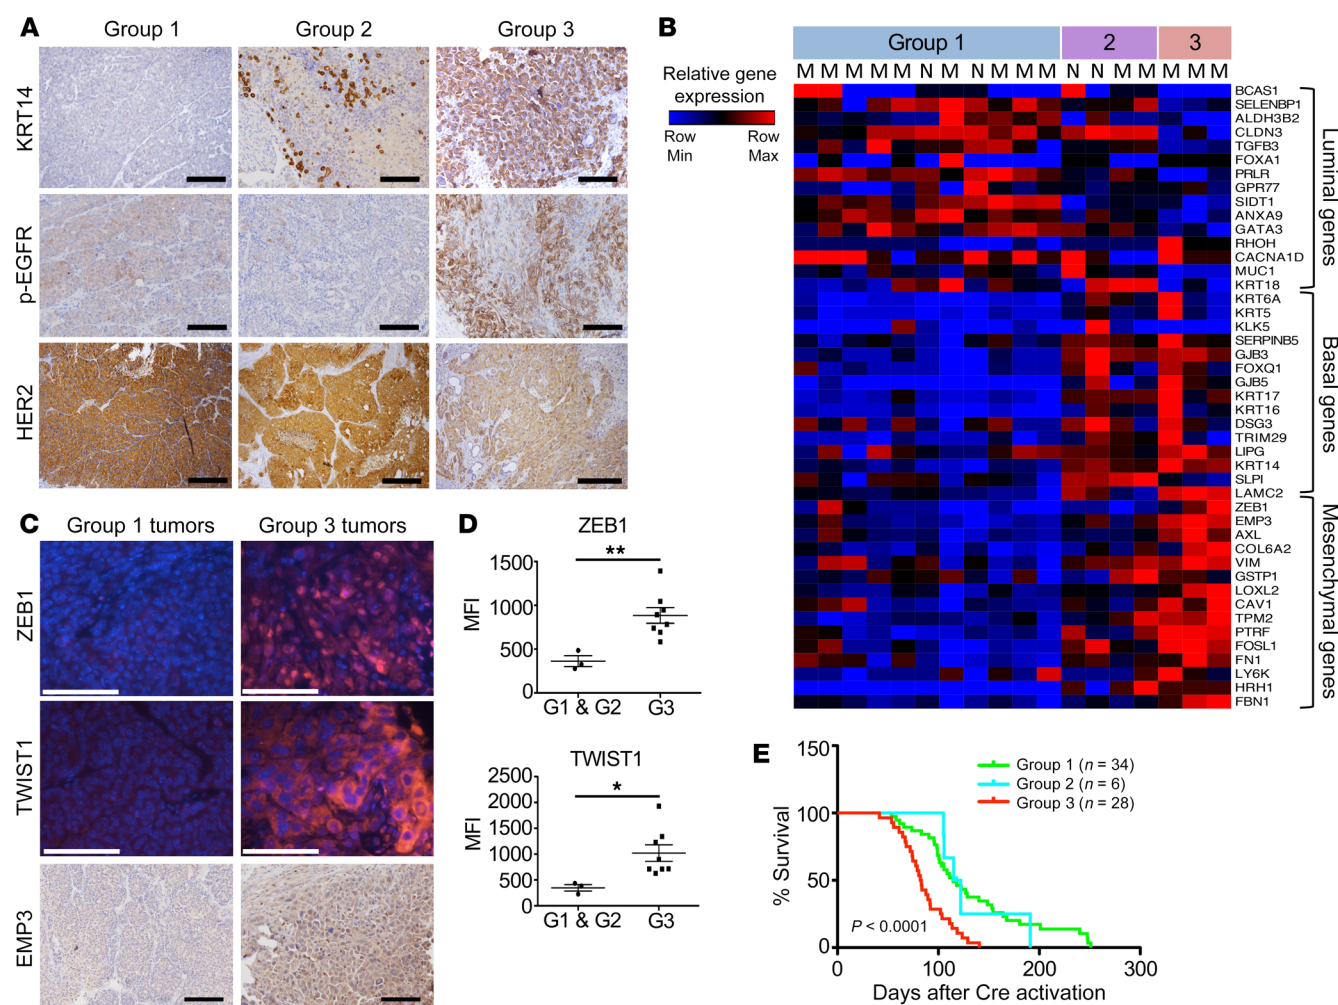 A
Group 1
Group 2
Group 3
KRT14
p-EGFR
HER2
B
Relative gene
expression
Row
Min
Row
Max
Group 1
2
3
M M M M M N M N M M M N N M M M M M
BCAS1
SELENBP1
ALDH3B2
CLDN3
TGFB3
FOXA1
PRLR
GPR77
SIDT1
ANXA9
GATA3
RHOH
CACNA1D
MUC1
KRT18
KRT6A
KRT5
KLK5
SERPINB5
GJB3
FOXQ1
GJB5
KRT17
KRT16
DSG3
TRIM29
LIPG
KRT14
SLPI
LAMC2
ZEB1
EMP3
AXL
COL6A2
VIM
GSTP1
LOXL2
CAV1
TPM2
PTRF
FOSL1
FN1
LY6K
HRH1
FBN1
Luminal genes
Basal genes
Mesenchymal genes
C
Group 1 tumors
Group 3 tumors
ZEB1
TWIST1
EMP3
D
ZEB1
**
1500
1000
500
0
MFI
G1 & G2
G3
TWIST1
*
2500
2000
1500
1000
500
0
MFI
G1 & G2
G3
E
150
100
50
0
% Survival
Group 1 (n = 34)
Group 2 (n = 6)
Group 3 (n = 28)
P < 0.0001
0
100
200
300
Days after Cre activation